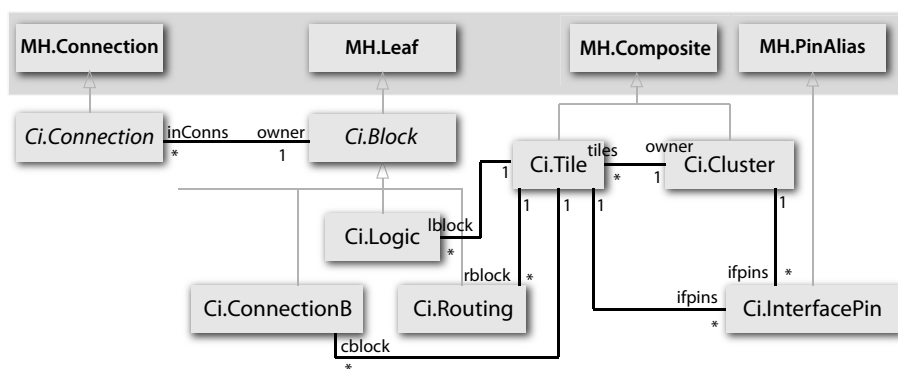 MH.Connection MH.Leaf MH.Composite MH.PinAlias
Ci.Connection inConns * owner 1 Ci.Block
Ci.Tile tiles * owner 1 Ci.Cluster
1 1 1 1 1
Ci.Logic lblock *
rblock * ifpins *
Ci.ConnectionB Ci.Routing ifpins * Ci.InterfacePin
cblock *